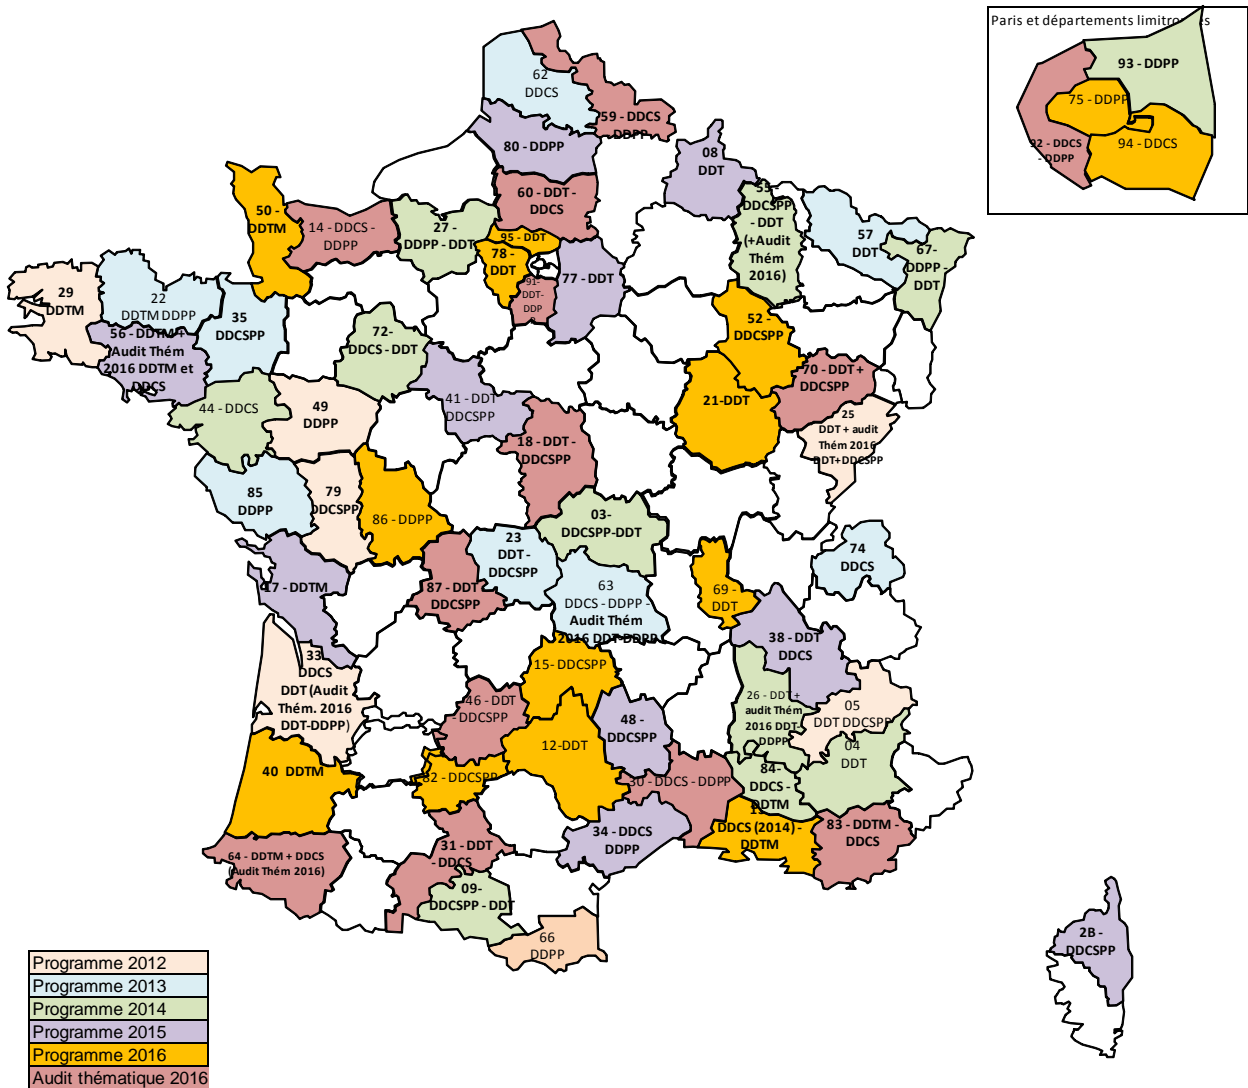 Paris et départements limitrophes
93 - DDPP
75 - DDPP
92 - DDCS
- DDPP
94 - DDCS
62
DDCS
59 - DDCS
DDPP
80 - DDPP
08
DDT
60 - DDT -
DDCS
55 -
DDCSPP
- DDT
(+Audit
Thém
2016)
57
DDT
67-
DDPP -
DDT
50 -
DDTM
14 - DDCS -
DDPP
27 -
DDPP - DDT
95 - DDT
78 -
DDT
91-
DDT-
DDP
77 - DDT
29
DDTM
22
DDTM DDPP
35
DDCSPP
56 - DDTM +
Audit Thém
2016 DDTM et
DDCS
72-
DDCS - DDT
52 -
DDCSPP
70 - DDT +
DDCSPP
21-DDT
41 - DDT
DDCSPP
44 - DDCS
49
DDPP
25
DDT + audit
Thém 2016
DDT+DDCSPP
18 - DDT -
DDCSPP
85
DDPP
79
DDCSPP
86 - DDPP
03-
DDCSPP-DDT
23
DDT -
DDCSPP
74
DDCS
17 - DDTM
87 - DDT
DDCSPP
63
DDCS - DDPP -
Audit Thém
2016 DDT-DDPP
69 -
DDT
38 - DDT
DDCS
33
DDCS
DDT (Audit
Thém. 2016
DDT-DDPP)
15- DDCSPP
46 - DDT
- DDCSPP
48 -
DDCSPP
26 - DDT +
audit Thém
2016 DDT-
DDPP
05
DDT DDCSPP
04
DDT
12-DDT
40 DDTM
82 - DDCSPP
30 - DDCS - DDPP
84-
DDCS -
DDTM
DDCS (2014) -
DDTM
83 - DDTM -
DDCS
34 - DDCS
DDPP
31 - DDT
- DDCS
64 - DDTM + DDCS
(Audit Thém 2016)
09-
DDCSPP - DDT
66
DDPP
2B -
DDCSPP
Programme 2012
Programme 2013
Programme 2014
Programme 2015
Programme 2016
Audit thématique 2016